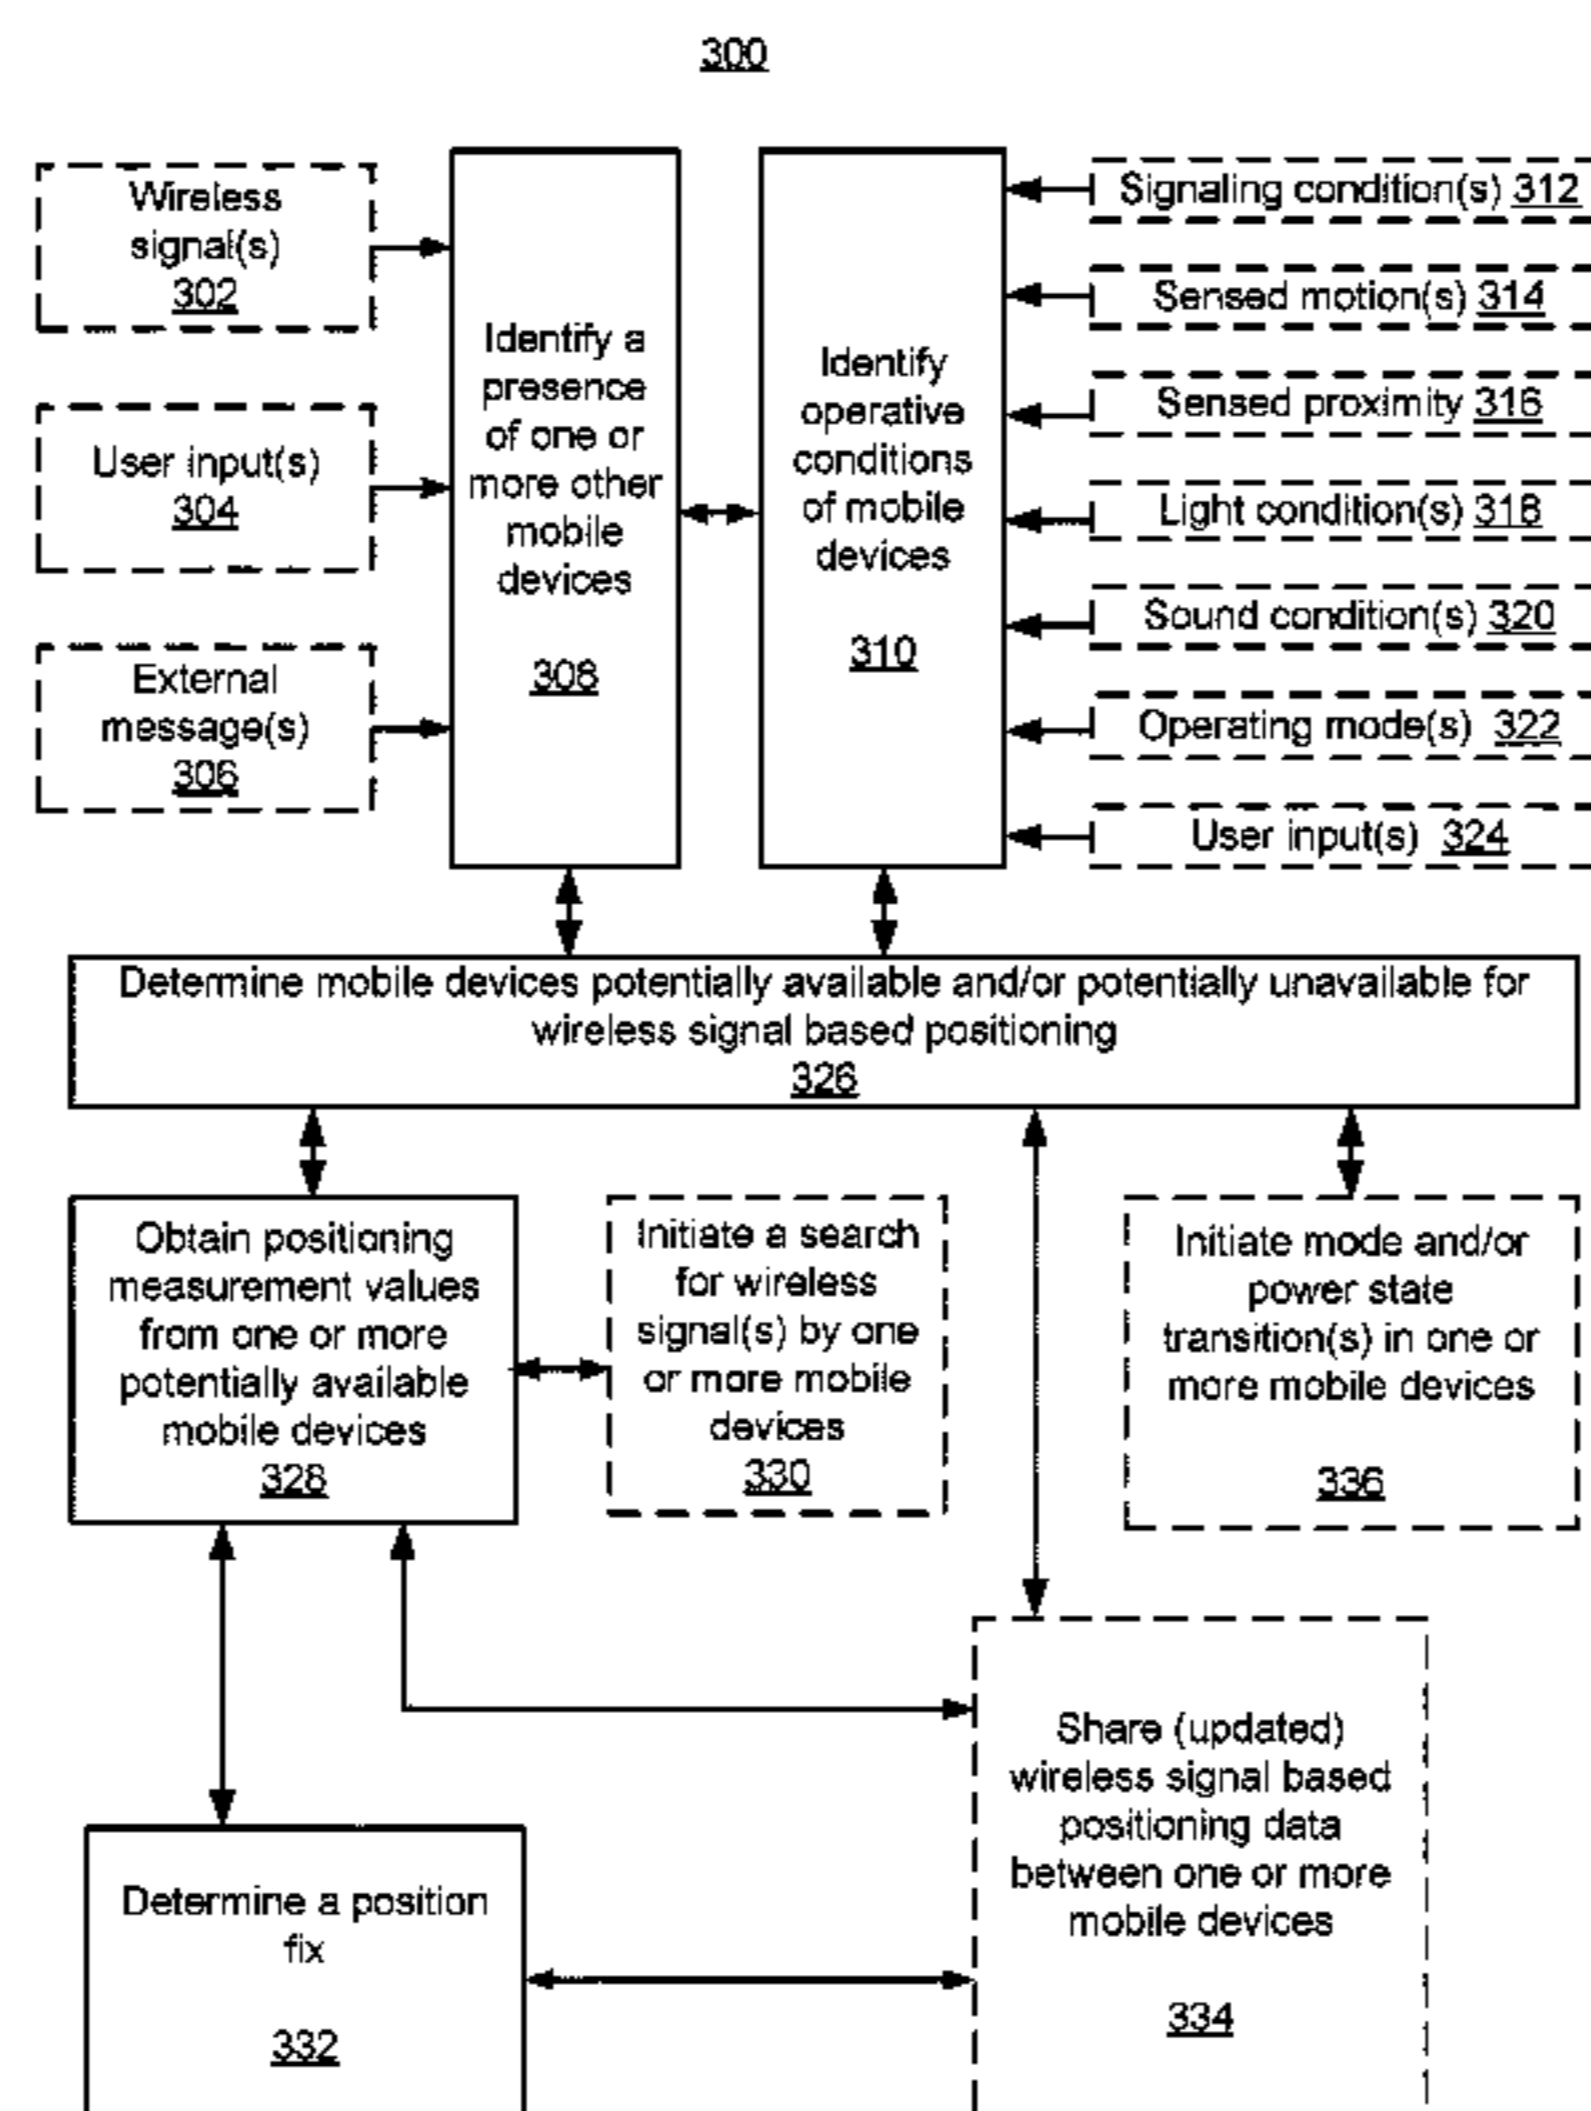 300
Wireless
signal(s)
302
User input(s)
304
External
message(s)
306
Identify a
presence
of one or
more other
mobile
devices
308
Identify
operative
conditions
of mobile
devices
310
Signaling condition(s) 312
Sensed motion(s) 314
Sensed proximity 316
Light condition(s) 318
Sound condition(s) 320
Operating mode(s) 322
User input(s) 324
Determine mobile devices potentially available and/or potentially unavailable for
wireless signal based positioning
326
Obtain positioning
measurement values
from one or more
potentially available
mobile devices
328
Initiate a search
for wireless
signal(s) by one
or more mobile
devices
330
Initiate mode and/or
power state
transition(s) in one or
more mobile devices
336
Determine a position
fix
332
Share (updated)
wireless signal based
positioning data
between one or more
mobile devices
334